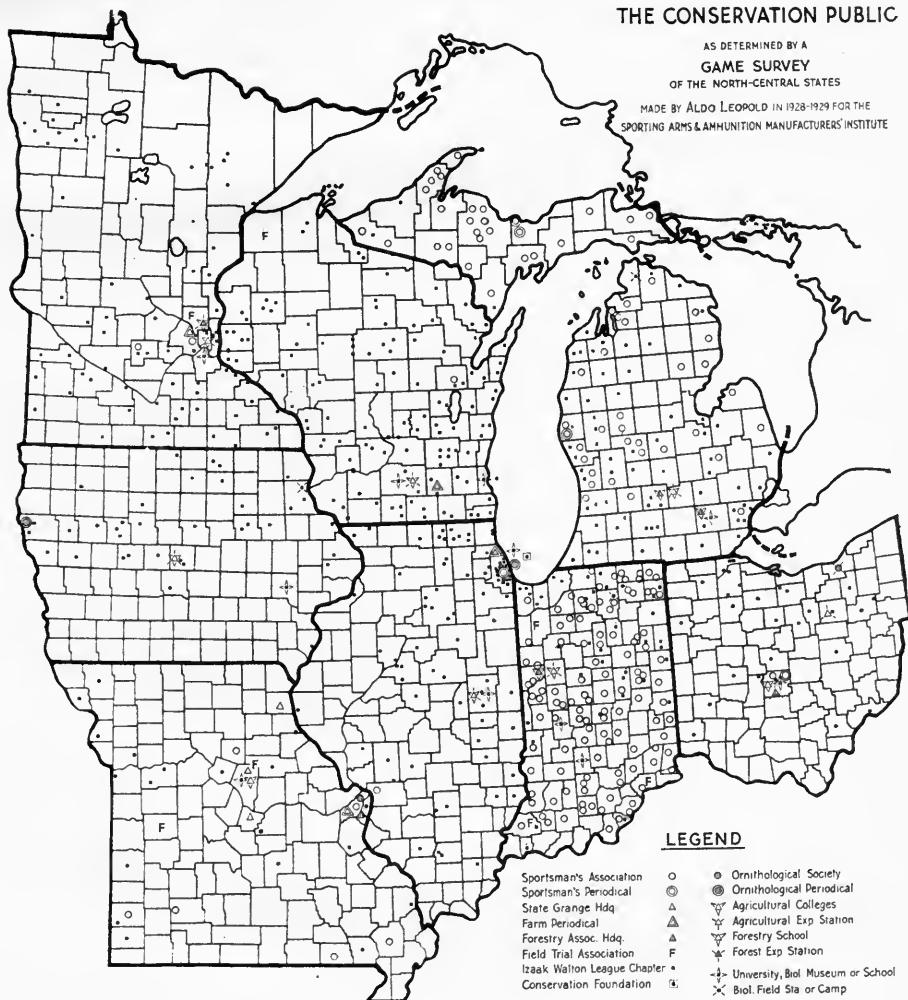 THE CONSERVATION PUBLIC
AS DETERMINED BY A
GAME SURVEY
OF THE NORTH-CENTRAL STATES
MADE BY ALDO LEOPOLD IN 1928-1929 FOR THE
SPORTING ARMS & AMMUNITION MANUFACTURERS' INSTITUTE
F
F
F
F
F
F
F
LEGEND
Sportsman's Association
Sportsman's Periodical
State Grange Hdq.
Farm Periodical
Forestry Assoc. Hdq.
Field Trial Association F
Izaak Walton League Chapter
Conservation Foundation
Ornithological Society
Ornithological Periodical
Agricultural Colleges
Agricultural Exp Station
Forestry School
Forest Exp Station
University, Biol Museum or School
Biol. Field Sta or Camp